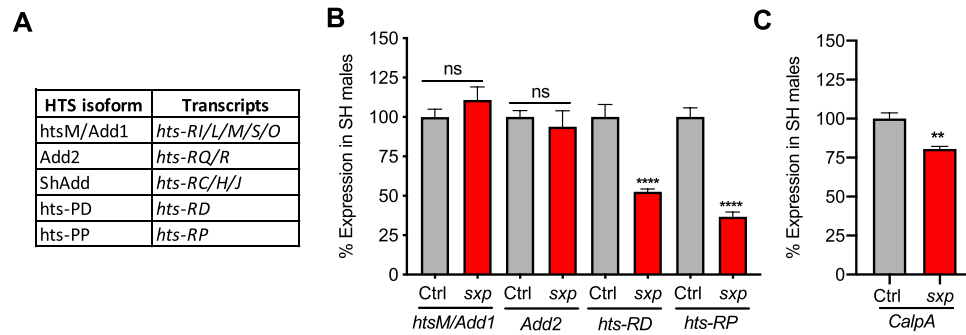 A
HTS isoform Transcripts
htsM/Add1 hts-RI/L/M/S/O
Add2 hts-RQ/R
ShAdd hts-RC/H/J
hts-PD hts-RD
hts-PP hts-RP
B
% Expression in SH males
150
125
100
75
50
25
0
ns
ns
****
****
Ctrl sxp Ctrl sxp Ctrl sxp Ctrl sxp
htsM/Add1 Add2 hts-RD hts-RP
C
% Expression in SH males
150
125
100
75
50
25
0
**
Ctrl sxp
CalpA